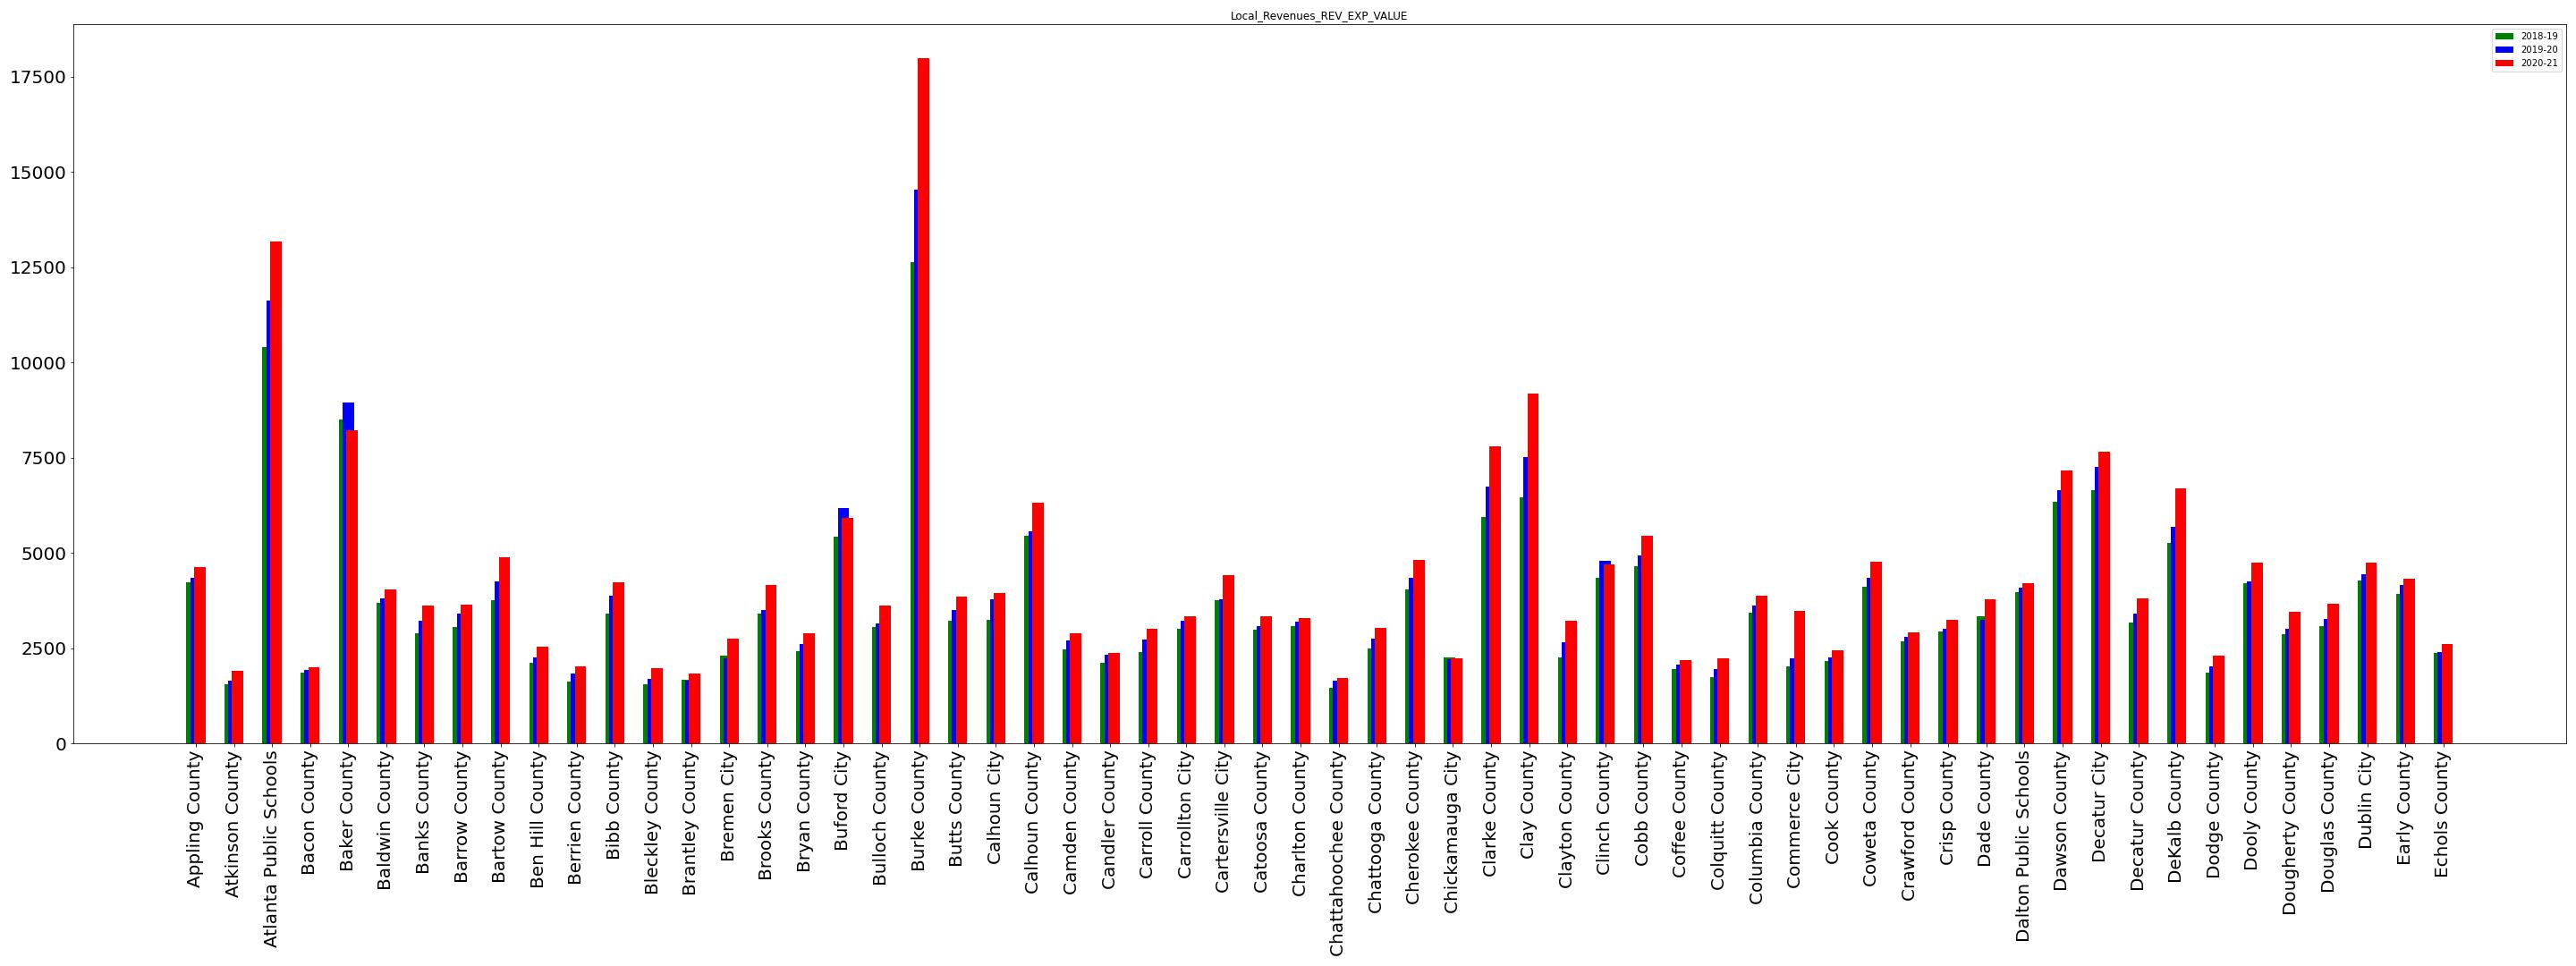 Local_Revenues_REV_EXP_VALUE
2018-19
2019-20
2020-21
17500
15000
12500
10000
7500
5000
2500
0
Appling County
Atkinson County
Atlanta Public Schools
Bacon County
Baker County
Baldwin County
Banks County
Barrow County
Bartow County
Ben Hill County
Berrien County
Bibb County
Bleckley County
Brantley County
Bremen City
Brooks County
Bryan County
Buford City
Bulloch County
Burke County
Butts County
Calhoun City
Calhoun County
Camden County
Candler County
Carroll County
Carrollton City
Cartersville City
Catoosa County
Charlton County
Chattahoochee County
Chattooga County
Cherokee County
Chickamauga City
Clarke County
Clay County
Clayton County
Clinch County
Cobb County
Coffee County
Colquitt County
Columbia County
Commerce City
Cook County
Coweta County
Crawford County
Crisp County
Dade County
Dalton Public Schools
Dawson County
Decatur City
Decatur County
DeKalb County
Dodge County
Dooly County
Dougherty County
Douglas County
Dublin City
Early County
Echols County